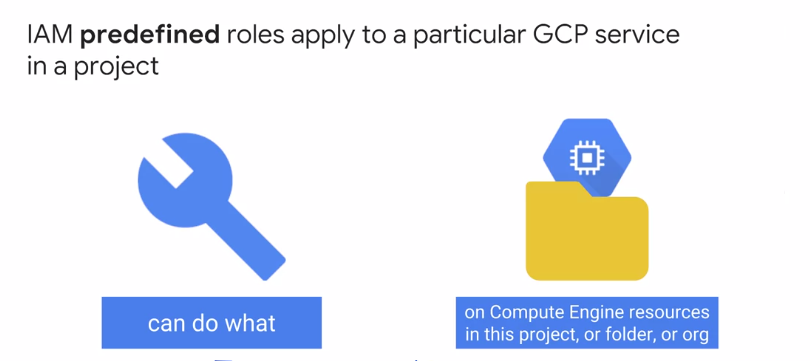 IAM predefined roles apply to a particular GCP service
in a project
can do what
on Compute Engine resources
in this project, or folder, or org